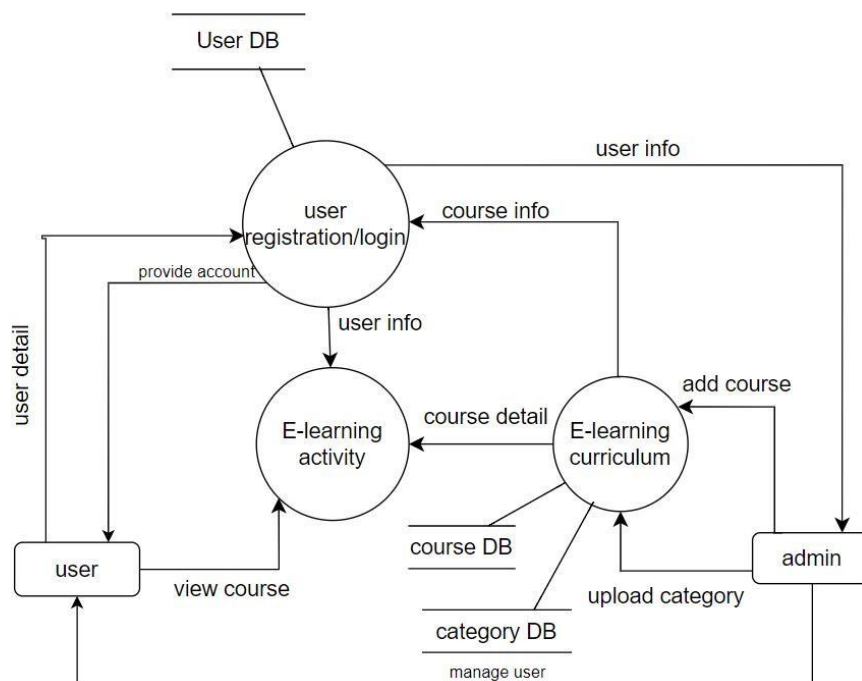 User DB
user info
user
registration/login
course info
provide account
user info
user detail
add course
E-learning
activity
course detail
E-learning
curriculum
course DB
user
view course
admin
upload category
category DB
manage user